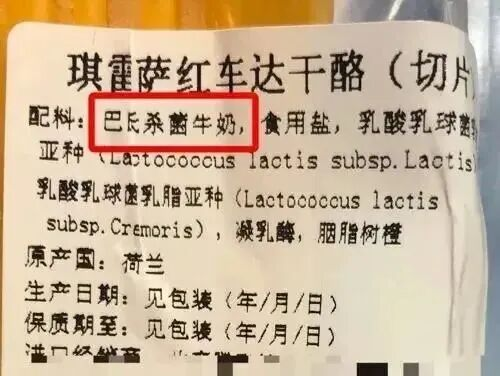 琪雷萨红车达干酪（切片
配料：巴氏杀菌牛奶，食用盐，乳酸乳球菌
亚种（Lactococcus lactis subsp.Lactis
乳酸乳球菌乳脂亚种（Lactococcus lactis
subsp.Cremoris），凝乳酶，胭脂树橙
原产国：荷兰
生产日期：见包装（年/月/日）
保质期至：见包装（年/月/日）